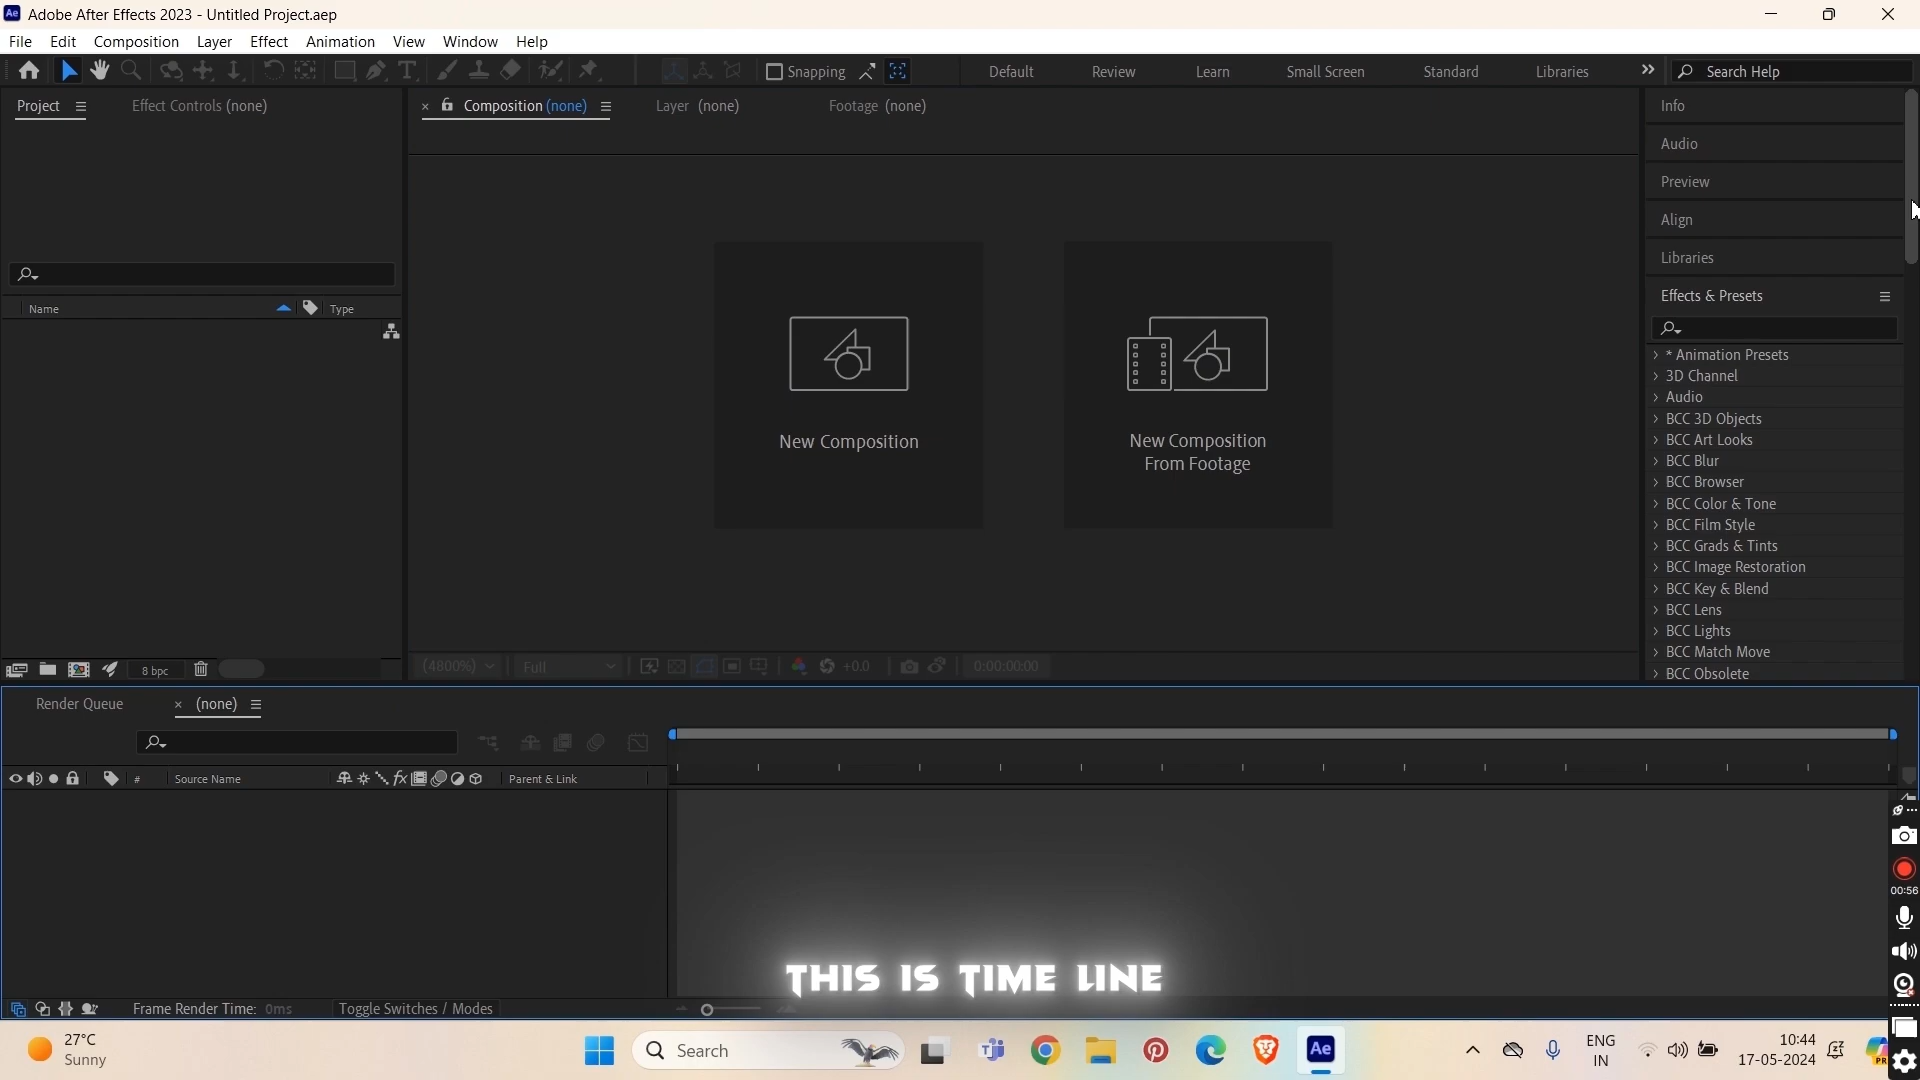 Adobe After Effects 2023 - Untitled Project.aep
File Edit Composition Layer Effect Animation View Window Help
Snapping Default Review Learn Small Screen Standard Libraries Search Help
Project Effect Controls (none) Composition (none) Layer (none) Footage (none)
Name Type
New Composition
New Composition
From Footage
Info
Audio
Preview
Align
Libraries
Effects & Presets
* Animation Presets
3D Channel
Audio
BCC 3D Objects
BCC Art Looks
BCC Blur
BCC Browser
BCC Color & Tone
BCC Film Style
BCC Grads & Tints
BCC Image Restoration
BCC Key & Blend
BCC Lens
BCC Lights
BCC Match Move
BCC Obsolete
8 bpc
(4800%) Full +0.0 0:00:00:00
Render Queue (none)
# Source Name fx Parent & Link
THIS IS TIME LINE
00:56
Frame Render Time: 0ms Toggle Switches / Modes
27°C
Sunny
Search
Ae
ENG
IN
10:44
17-05-2024